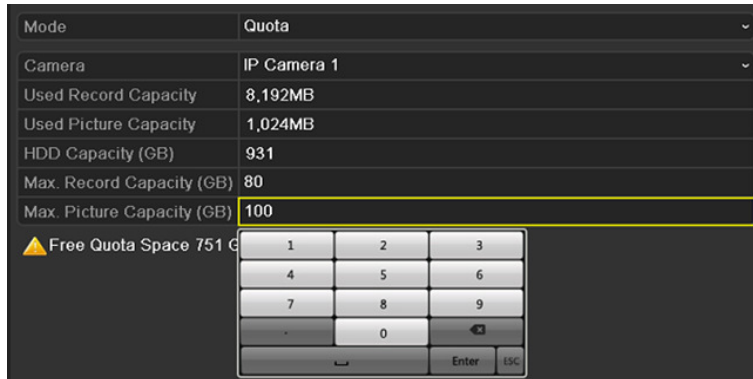 Mode Quota
Camera IP Camera 1
Used Record Capacity 8,192MB
Used Picture Capacity 1,024MB
HDD Capacity (GB) 931
Max. Record Capacity (GB) 80
Max. Picture Capacity (GB) 100
Free Quota Space 751 G
1 2 3
4 5 6
7 8 9
. 0
Enter ESC